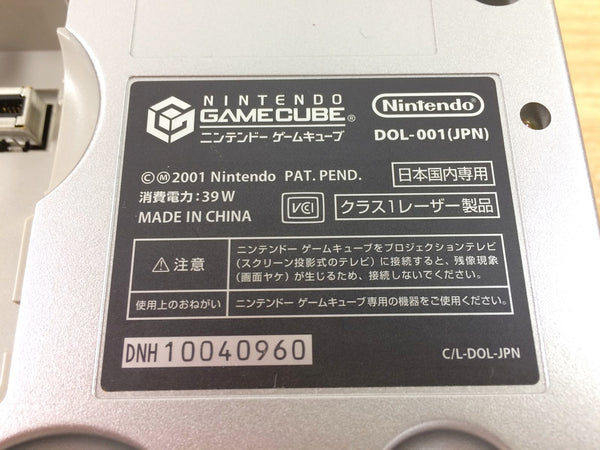 NINTENDO
GAMECUBE®
ニンテンドー ゲームキューブ
Nintendo®
DOL-001(JPN)
©Ⓜ2001 Nintendo PAT. PEND.
日本国内専用
消費電力:39W
MADE IN CHINA
VCI
クラス1レーザー製品
⚠注意
ニンテンドー ゲームキューブをプロジェクションテレビ
(スクリーン投影式のテレビ)に接続すると、残像現象
(画面ヤケ)が生じるため、接続しないでください。
使用上のおねがい
ニンテンドー ゲームキューブ専用の機器をご使用ください。
DNH 10040960
C/L-DOL-JPN